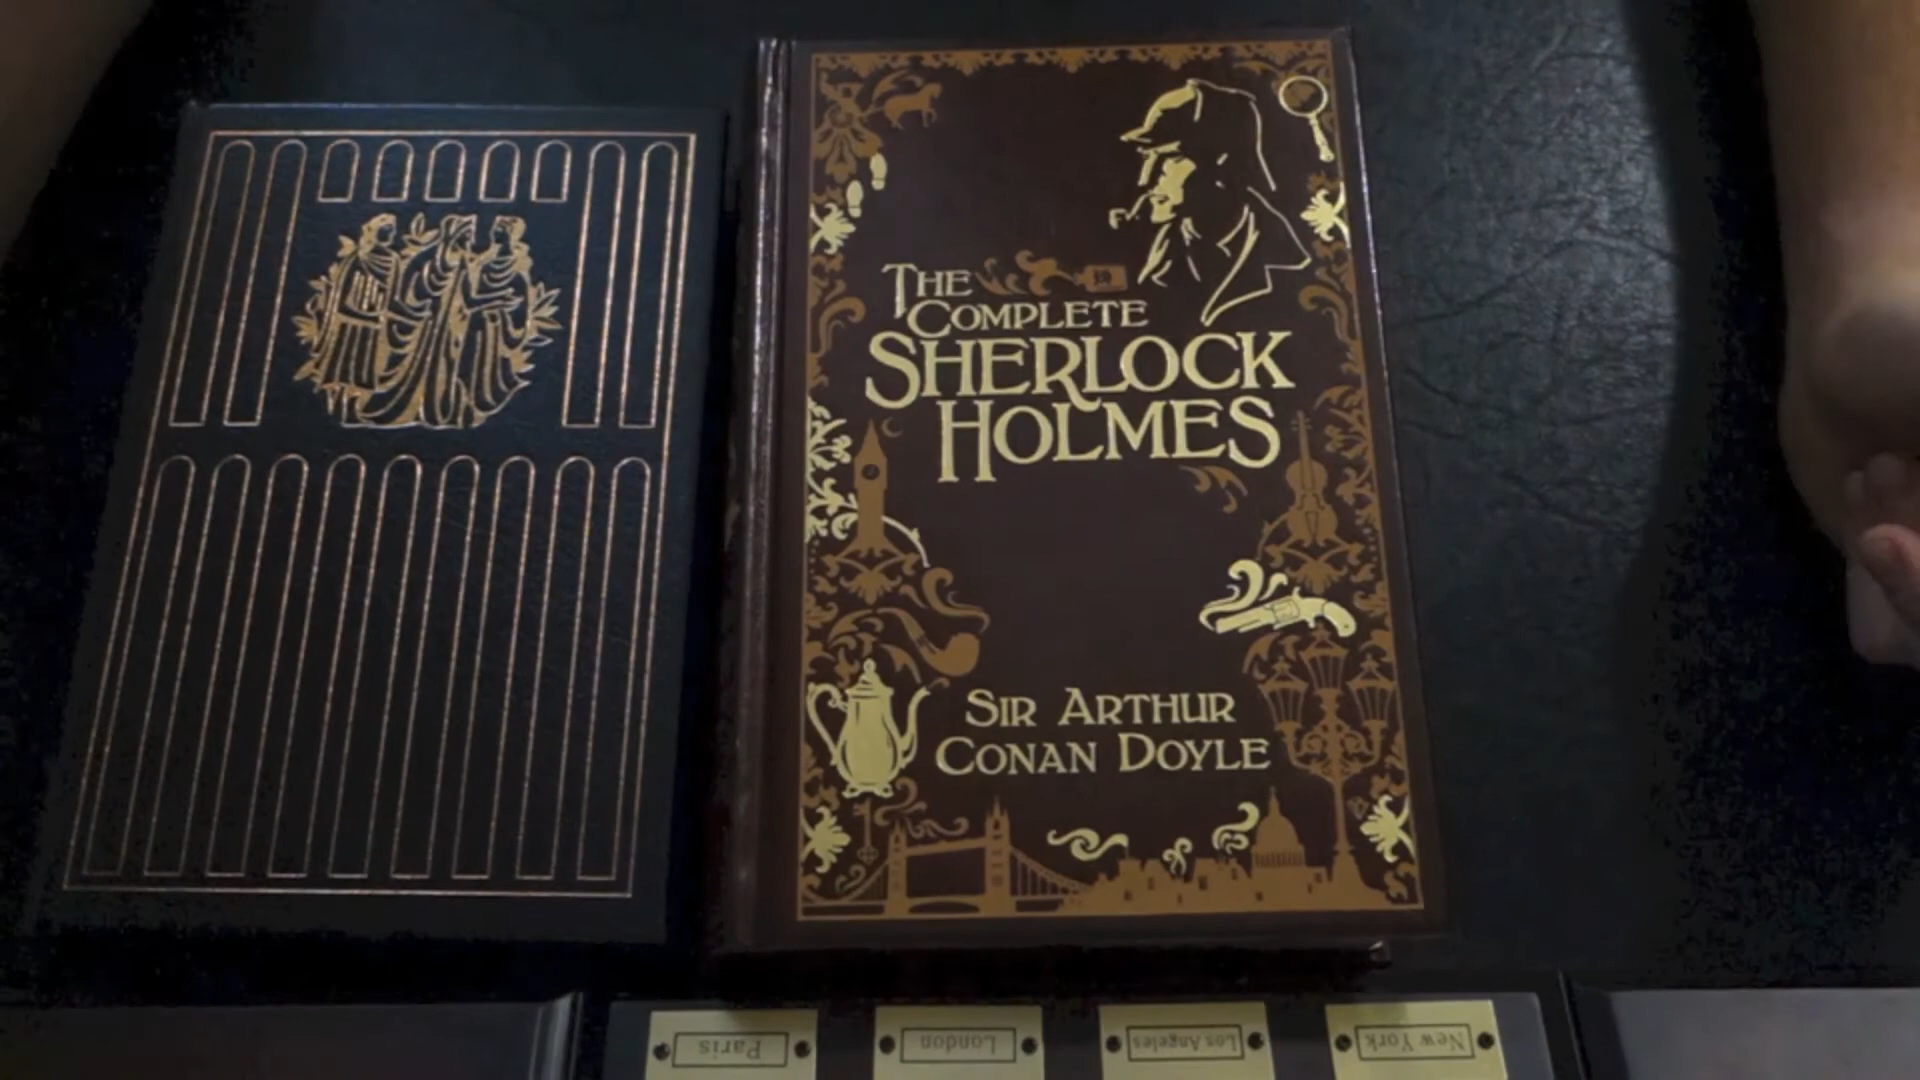 THE
COMPLETE
SHERLOCK
HOLMES
SIR ARTHUR
CONAN DOYLE
Paris
London
Los Angeles
New York